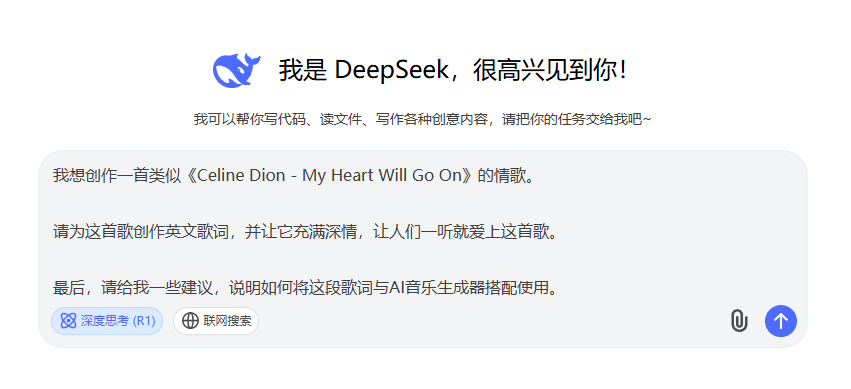 我是 DeepSeek，很高兴见到你！
我可以帮你写代码、读文件、写作各种创意内容，请把你的任务交给我吧~
我想创作一首类似《Celine Dion - My Heart Will Go On》的情歌。
请为这首歌创作英文歌词，并让它充满深情，让人们一听就爱上这首歌。
最后，请给我一些建议，说明如何将这段歌词与AI音乐生成器搭配使用。
深度思考 (R1) 联网搜索